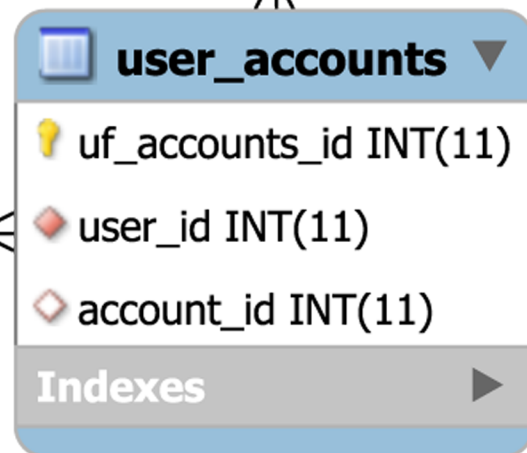 user_accounts
uf_accounts_id INT(11)
user_id INT(11)
account_id INT(11)
Indexes